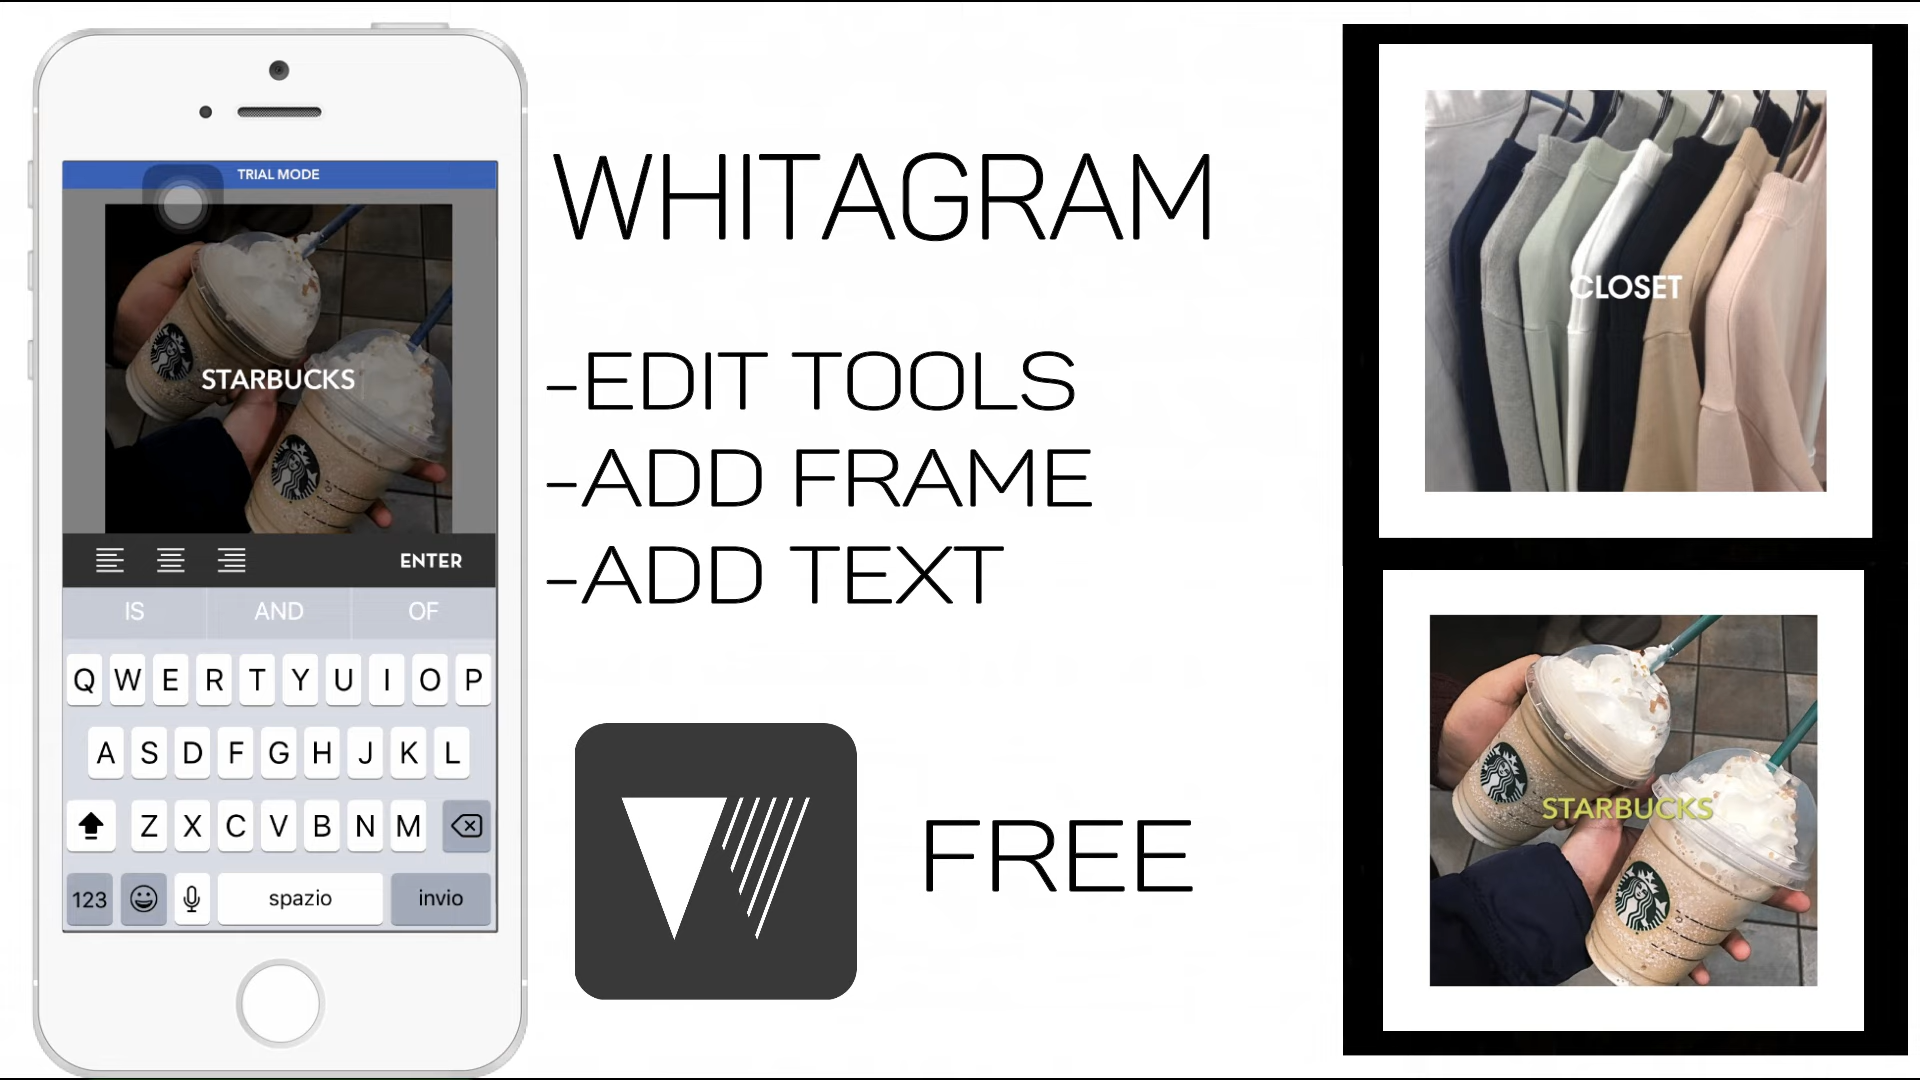 TRIAL MODE
STARBUCKS
ENTER
IS AND OF
Q W E R T Y U I O P
A S D F G H J K L
Z X C V B N M
123 spazio invio
WHITAGRAM
-EDIT TOOLS
-ADD FRAME
-ADD TEXT
FREE
CLOSET
STARBUCKS